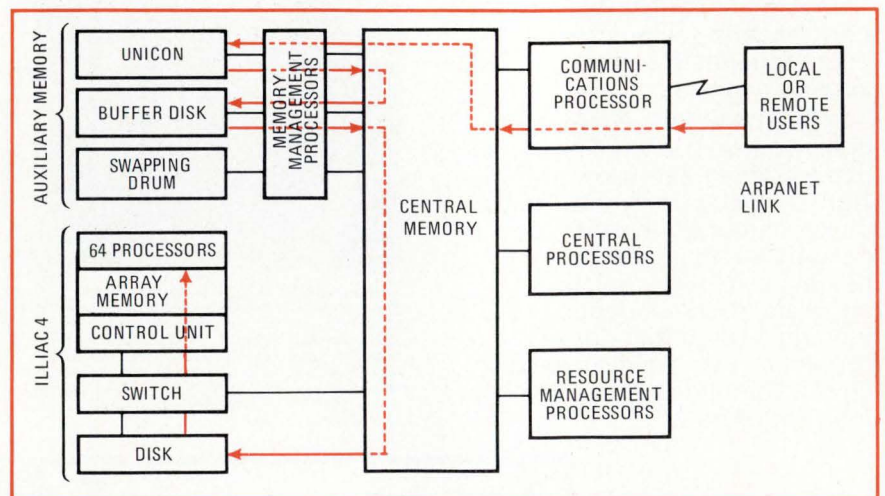 AUXILIARY MEMORY
UNICON
BUFFER DISK
SWAPPING
DRUM
MEMORY
MANAGEMENT
PROCESSORS
ILLIAC 4
64 PROCESSORS
ARRAY
MEMORY
CONTROL UNIT
SWITCH
DISK
CENTRAL
MEMORY
COMMUNI-
CATIONS
PROCESSOR
LOCAL
OR
REMOTE
USERS
ARPANET
LINK
CENTRAL
PROCESSORS
RESOURCE
MANAGEMENT
PROCESSORS